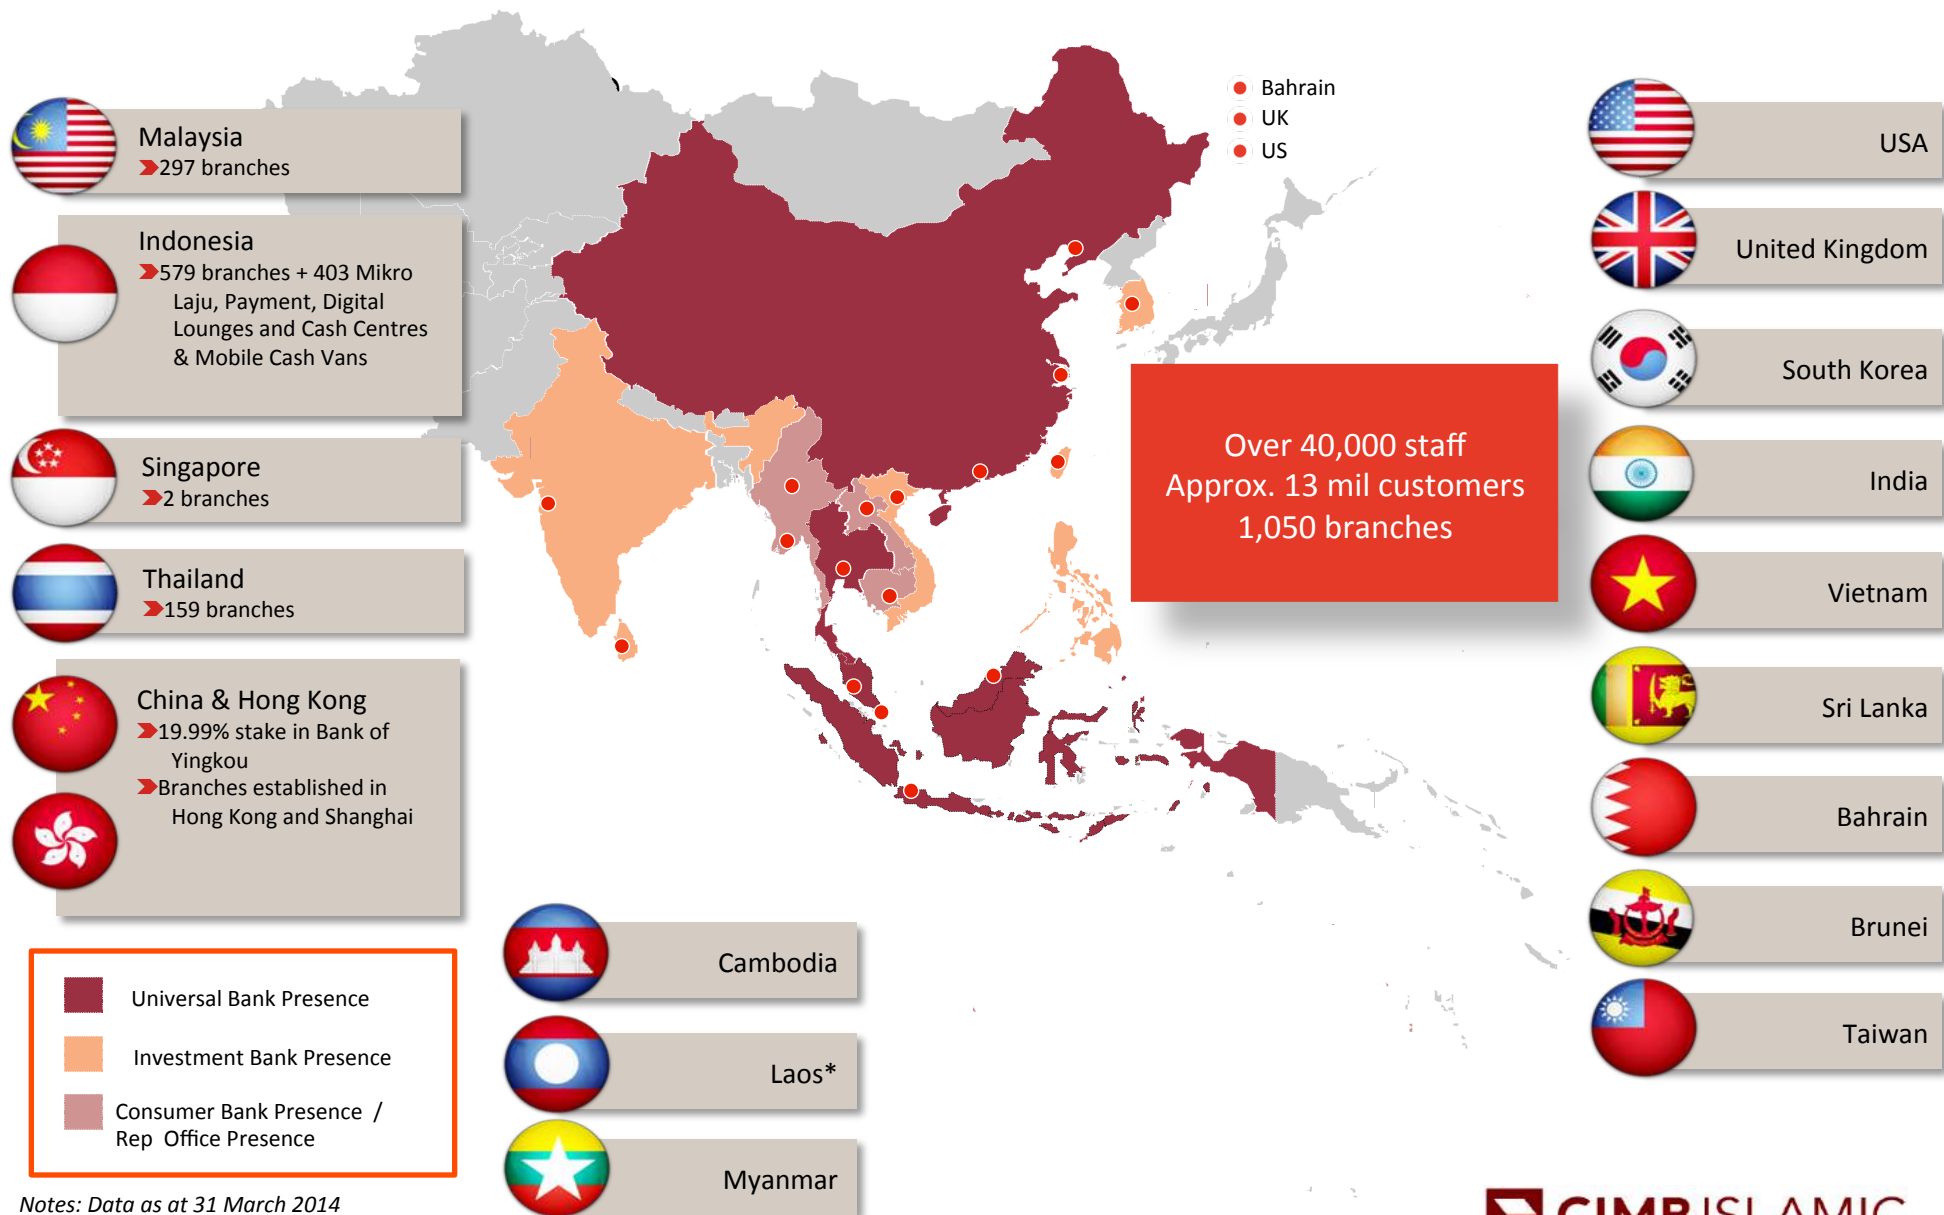 Malaysia
297 branches
Indonesia
579 branches + 403 Mikro
Laju, Payment, Digital
Lounges and Cash Centres
& Mobile Cash Vans
Singapore
2 branches
Thailand
159 branches
China & Hong Kong
19.99% stake in Bank of
Yingkou
Branches established in
Hong Kong and Shanghai
Universal Bank Presence
Investment Bank Presence
Consumer Bank Presence /
Rep Office Presence
Notes: Data as at 31 March 2014
Bahrain
UK
US
Over 40,000 staff
Approx. 13 mil customers
1,050 branches
Cambodia
Laos*
Myanmar
USA
United Kingdom
South Korea
India
Vietnam
Sri Lanka
Bahrain
Brunei
Taiwan
CIMB ISLAMIC